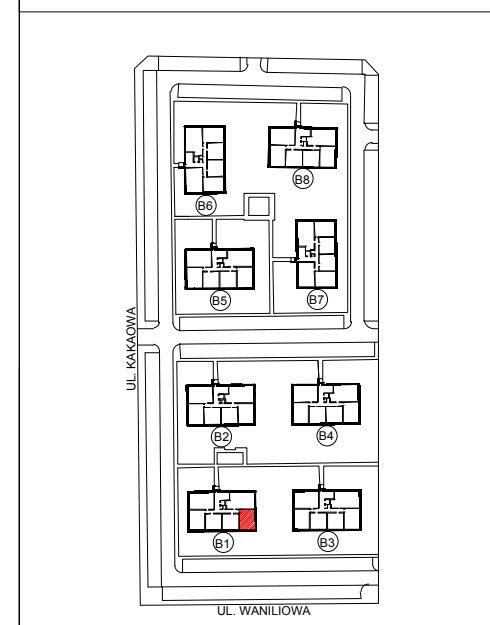 B8
B6
B5
B7
UL. KAKAOWA
B2
B4
B1
B3
UL. WANILIOWA